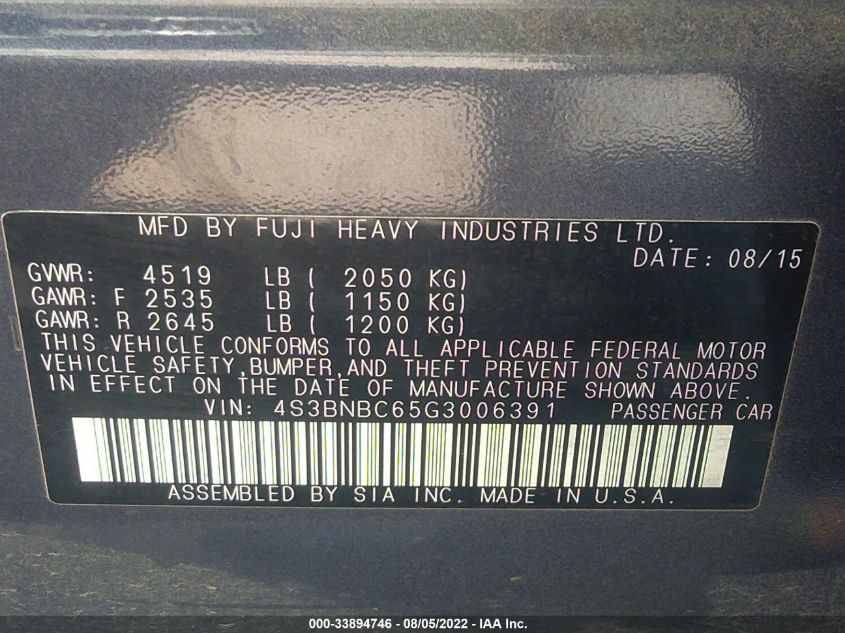 MFD BY FUJI HEAVY INDUSTRIES LTD.
DATE: 08/15
GVWR: 4519 LB ( 2050 KG)
GAWR: F 2535 LB ( 1150 KG)
GAWR: R 2645 LB ( 1200 KG)
THIS VEHICLE CONFORMS TO ALL APPLICABLE FEDERAL MOTOR
VEHICLE SAFETY,BUMPER,AND THEFT PREVENTION STANDARDS
IN EFFECT ON THE DATE OF MANUFACTURE SHOWN ABOVE.
VIN: 4S3BNBC65G3006391 PASSENGER CAR
ASSEMBLED BY SIA INC. MADE IN U.S.A.
000-33894746 - 08/05/2022 - IAA Inc.